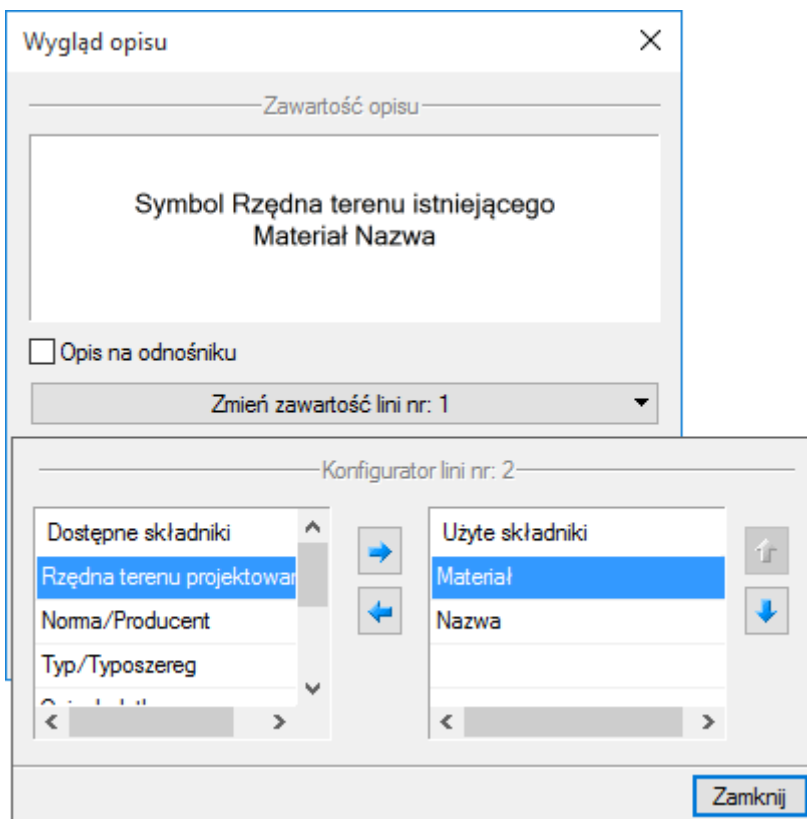 Wygląd opisu
Zawartość opisu
Symbol Rzędna terenu istniejącego
Materiał Nazwa
Opis na odnośniku
Zmień zawartość lini nr: 1
Konfigurator lini nr: 2
Dostępne składniki
Rzędna terenu projektowan
Norma/Producent
Typ/Typoszereg
Użyte składniki
Materiał
Nazwa
Zamknij